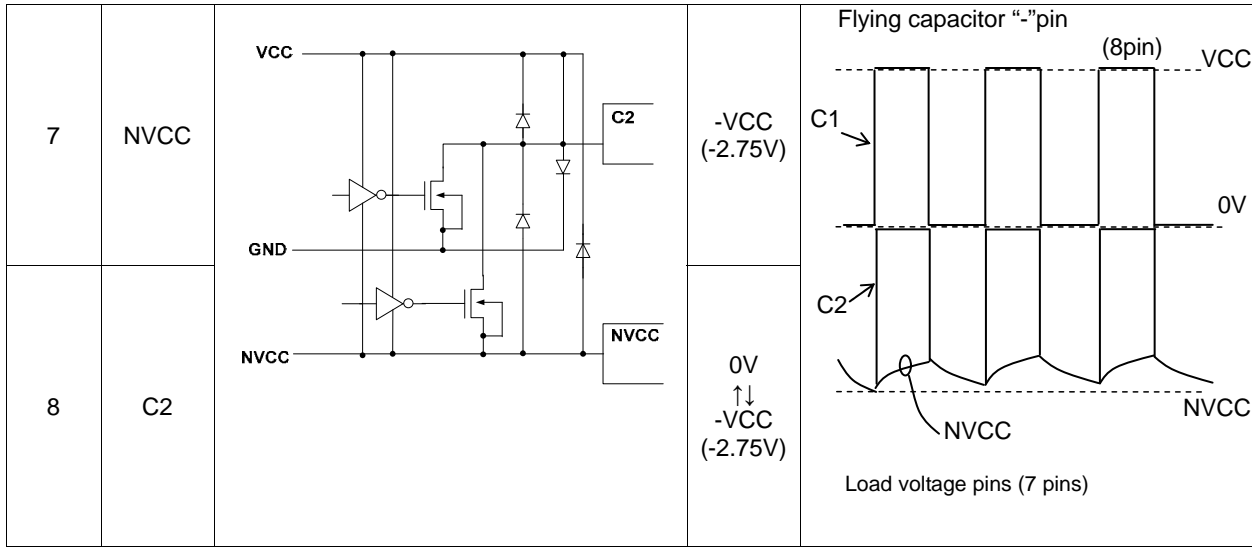 7
NVCC
VCC
C2
GND
NVCC
NVCC
-VCC
(-2.75V)
Flying capacitor “-”pin
(8pin)
VCC
C1
0V
C2
NVCC
NVCC
Load voltage pins (7 pins)
8
C2
0V
↑↓
-VCC
(-2.75V)